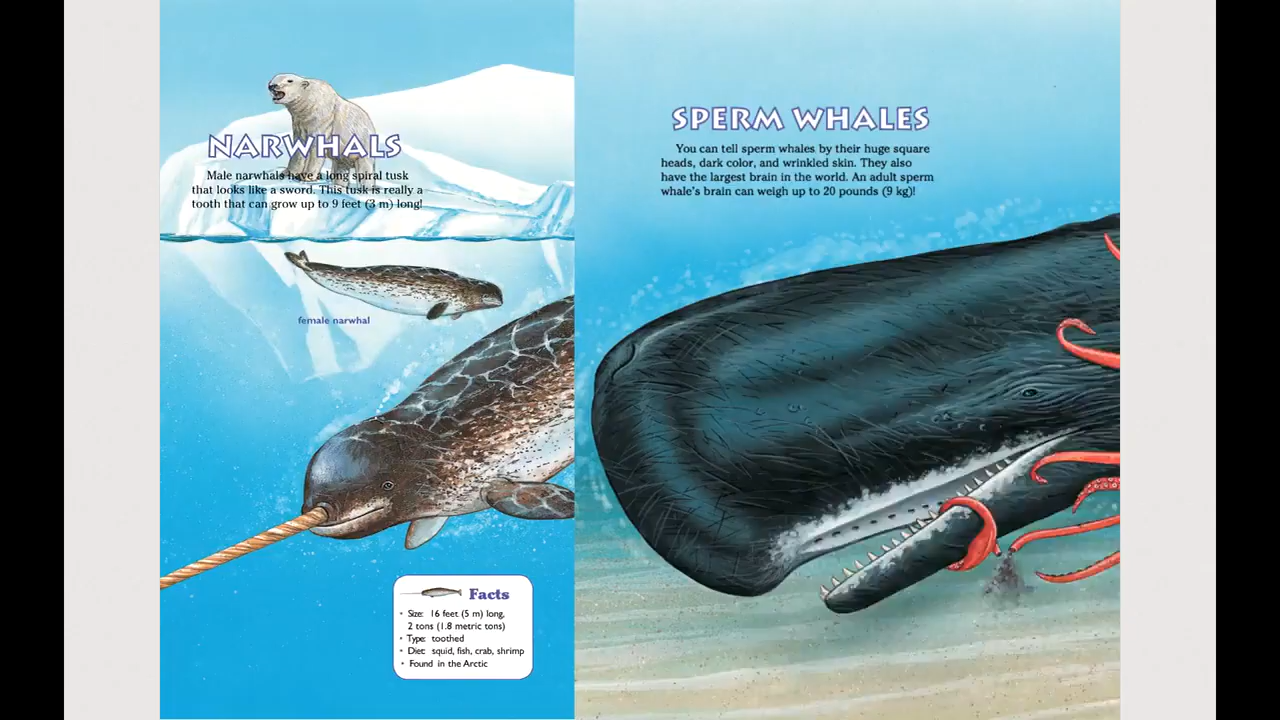 NARWHALS
Male narwhals have a long spiral tusk
that looks like a sword. This tusk is really a
tooth that can grow up to 9 feet (3 m) long!
female narwhal
Facts
• Size: 16 feet (5 m) long,
2 tons (1.8 metric tons)
• Type: toothed
• Diet: squid, fish, crab, shrimp
• Found in the Arctic
SPERM WHALES
You can tell sperm whales by their huge square
heads, dark color, and wrinkled skin. They also
have the largest brain in the world. An adult sperm
whale's brain can weigh up to 20 pounds (9 kg)!